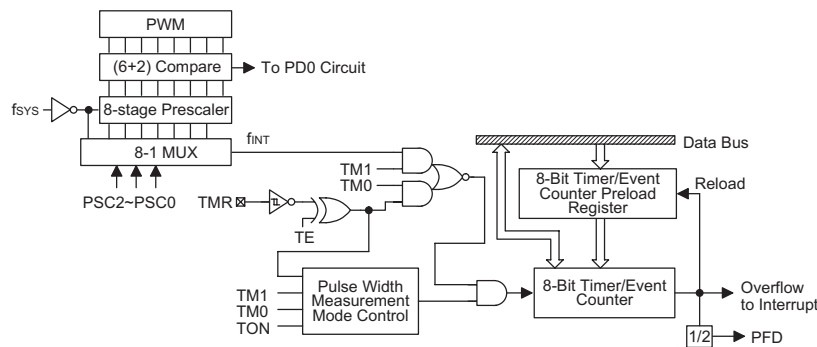 PWM
(6+2) Compare
To PD0 Circuit
fSYS
8-stage Prescaler
8-1 MUX
fINT
PSC2~PSC0
TM1
TM0
TMR
TE
Data Bus
8-Bit Timer/Event
Counter Preload
Register
Reload
TM1
TM0
TON
Pulse Width
Measurement
Mode Control
8-Bit Timer/Event
Counter
Overflow
to Interrupt
1/2
PFD